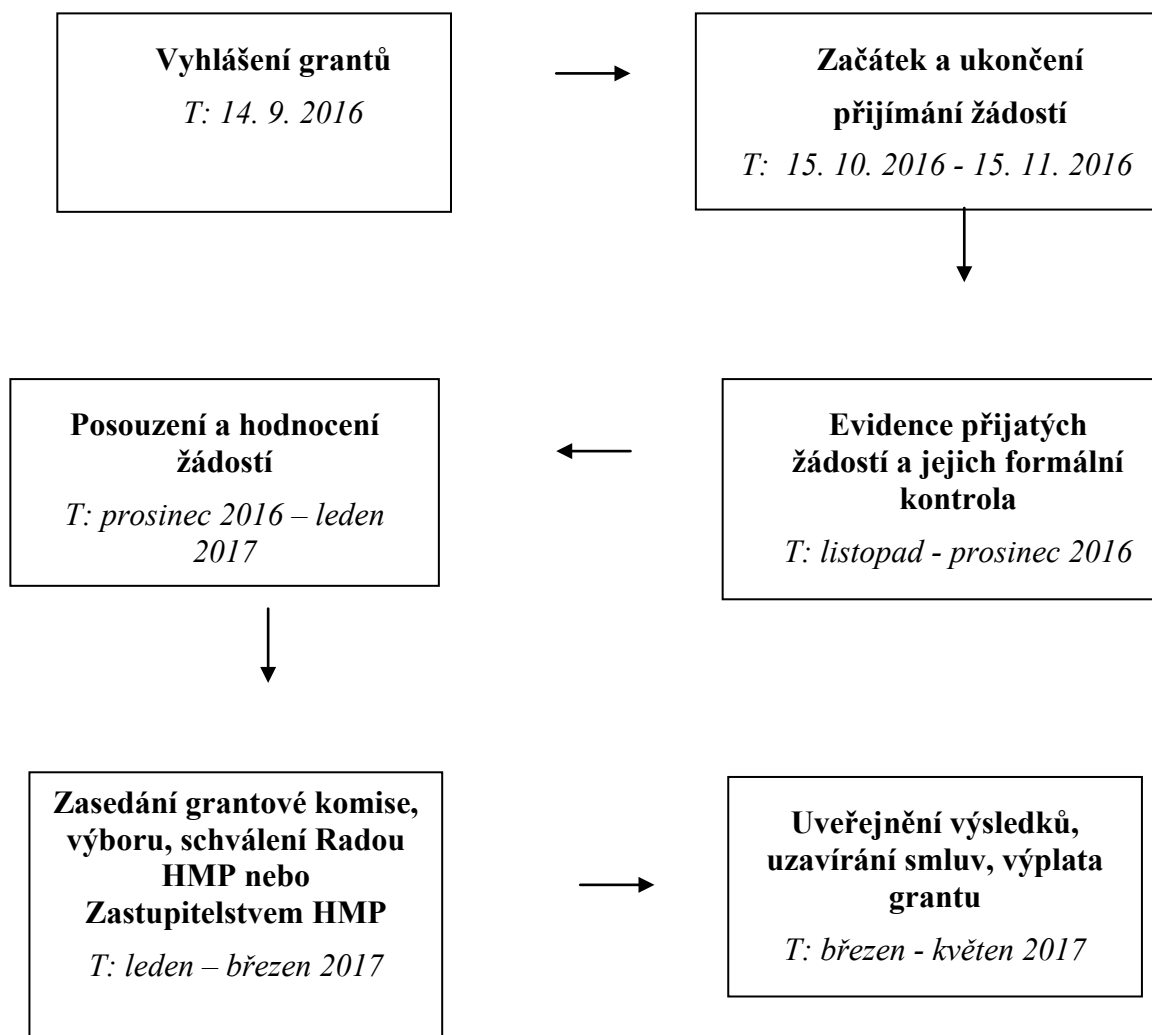 Vyhlášení grantů
T: 14. 9. 2016
Začátek a ukončení
přijímání žádostí
T:  15. 10. 2016 - 15. 11. 2016
Evidence přijatých
žádostí a jejich formální
kontrola
T: listopad - prosinec 2016
Posouzení a hodnocení
žádostí
T: prosinec 2016 – leden
2017
Zasedání grantové komise,
výboru, schválení Radou
HMP nebo
Zastupitelstvem HMP
T: leden – březen 2017
Uveřejnění výsledků,
uzavírání smluv, výplata
grantu
T: březen - květen 2017